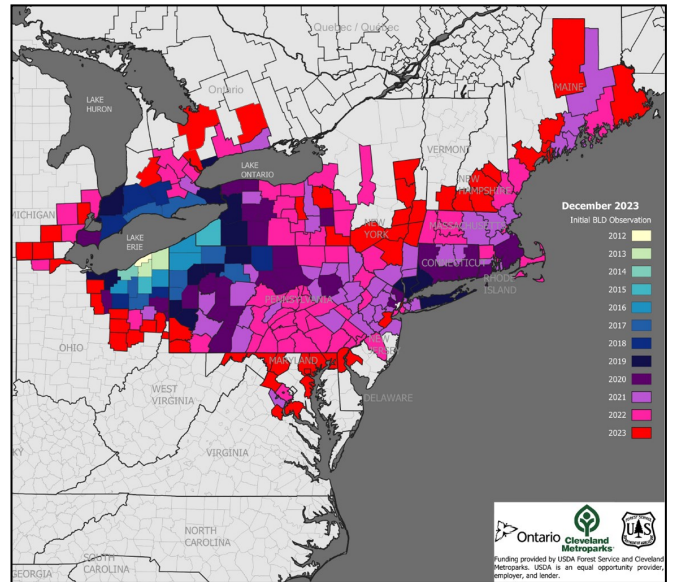 Quebec / Québec
Ontario
MAINE
LAKE
HURON
LAKE
ONTARIO
VERMONT
NEW
HAMPSHIRE
MICHIGAN
LAKE
ERIE
NEW
YORK
MASSACHUSETTS
CONNECTICUT
RHODE
ISLAND
PENNSYLVANIA
OHIO
NEW
MARYLAND
DELAWARE
WEST
VIRGINIA
VIRGINIA
KY
NORTH
CAROLINA
SOUTH
CAROLINA
GEORGIA
December 2023
Initial BLD Observation
2012
2013
2014
2015
2016
2017
2018
2019
2020
2021
2022
2023
Ontario
Cleveland
Metroparks
FOREST SERVICE
U S
Funding provided by USDA Forest Service and Cleveland
Metroparks. USDA is an equal opportunity provider,
employer, and lender.